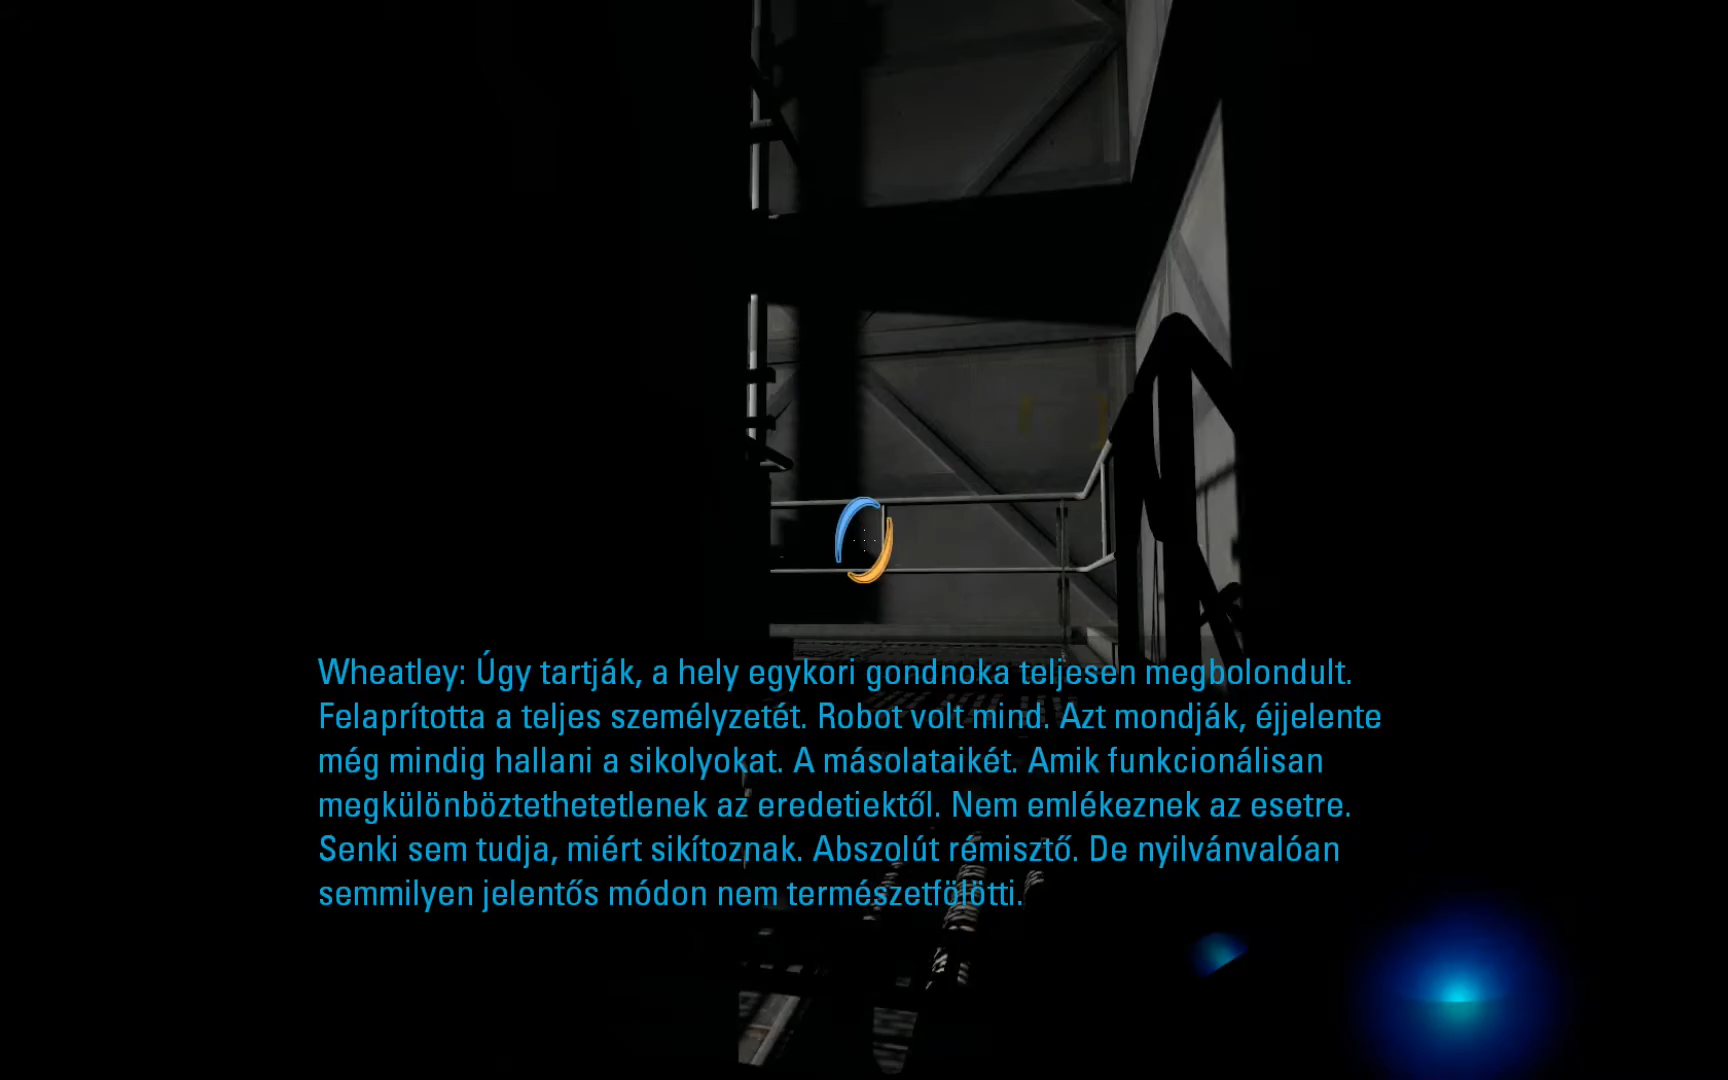 Wheatley: Úgy tartják, a hely egykori gondnoka teljesen megbolondult.
Felaprította a teljes személyzetét. Robot volt mind. Azt mondják, éjjelente
még mindig hallani a sikolyokat. A másolataikét. Amik funkcionálisan
megkülönböztethetetlenek az eredetiektől. Nem emlékeznek az esetre.
Senki sem tudja, miért sikítoznak. Abszolút rémisztő. De nyilvánvalóan
semmilyen jelentős módon nem természetfölötti.